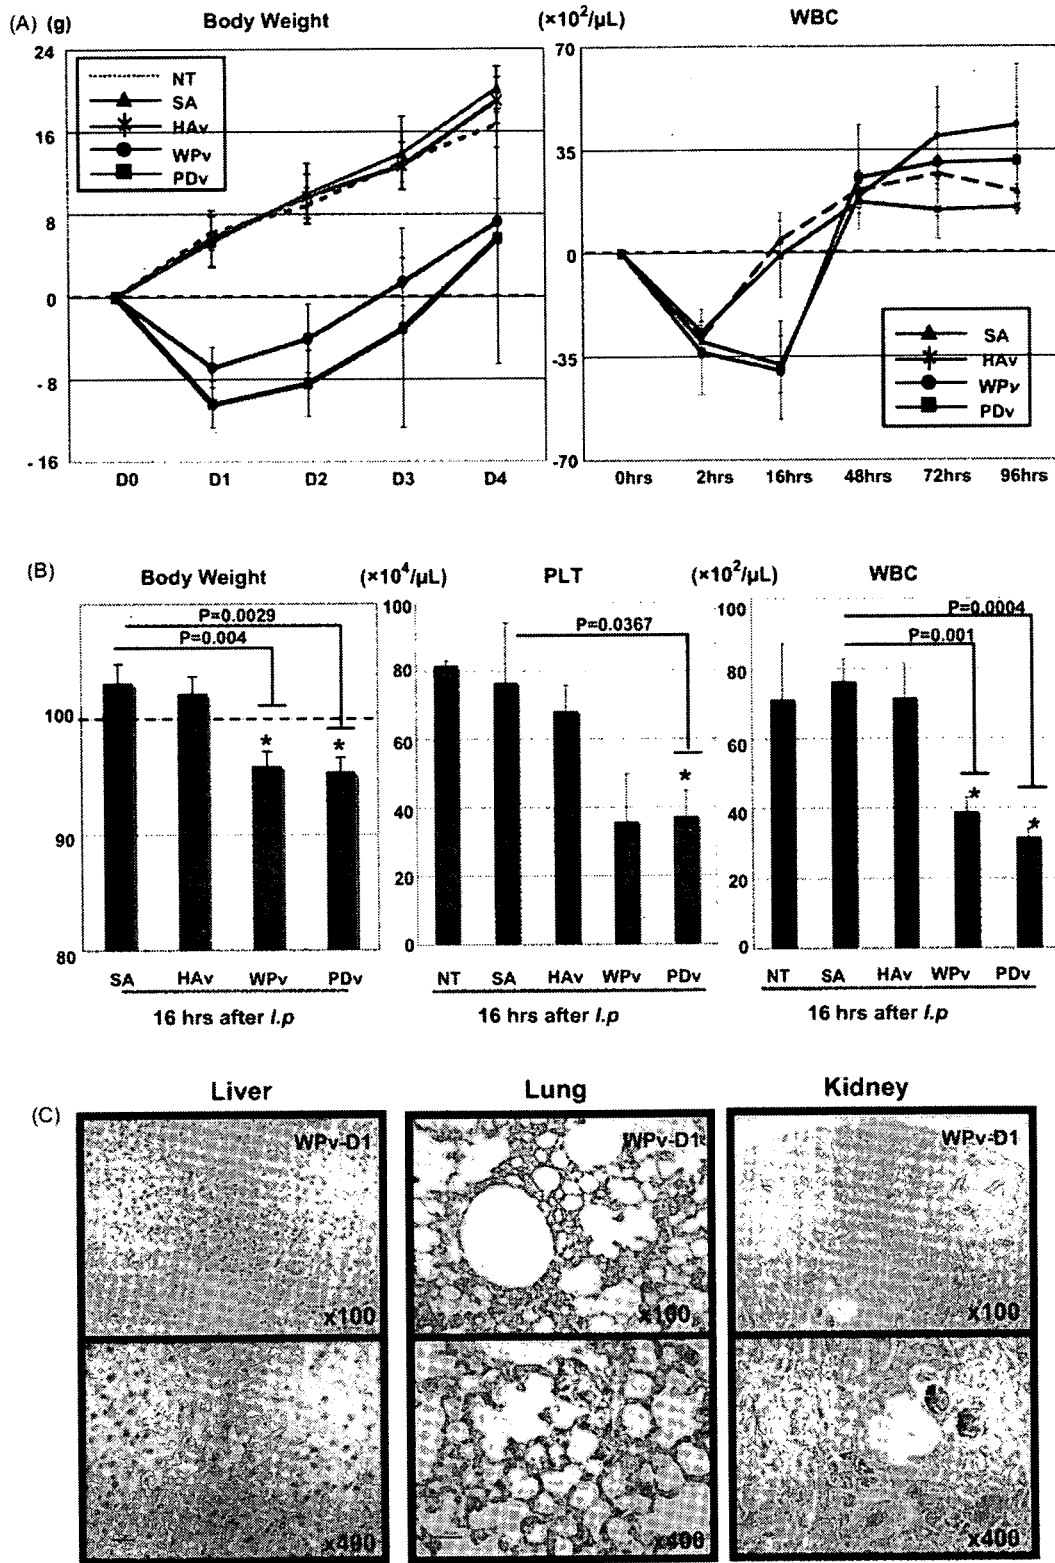 (A) (g) Body Weight (×10²/µL) WBC
24
16
8
0
- 8
- 16
NT
SA
HAv
WPv
PDv
D0 D1 D2 D3 D4
70
35
0
-35
-70
SA
HAv
WPv
PDv
0hrs 2hrs 16hrs 48hrs 72hrs 96hrs
(B) Body Weight (×10⁴/µL) PLT (×10²/µL) WBC
P=0.0029
P=0.004
100
90
80
* *
SA HAv WPv PDv
16 hrs after I.p
100
80
60
40
20
0
P=0.0367
*
NT SA HAv WPv PDv
16 hrs after I.p
100
80
60
40
20
0
P=0.0004
P=0.001
* *
NT SA HAv WPv PDv
16 hrs after I.p
(C) Liver Lung Kidney
WPv-D1 WPv-D1 WPv-D1
x100 x100 x100
x400 x400 x400